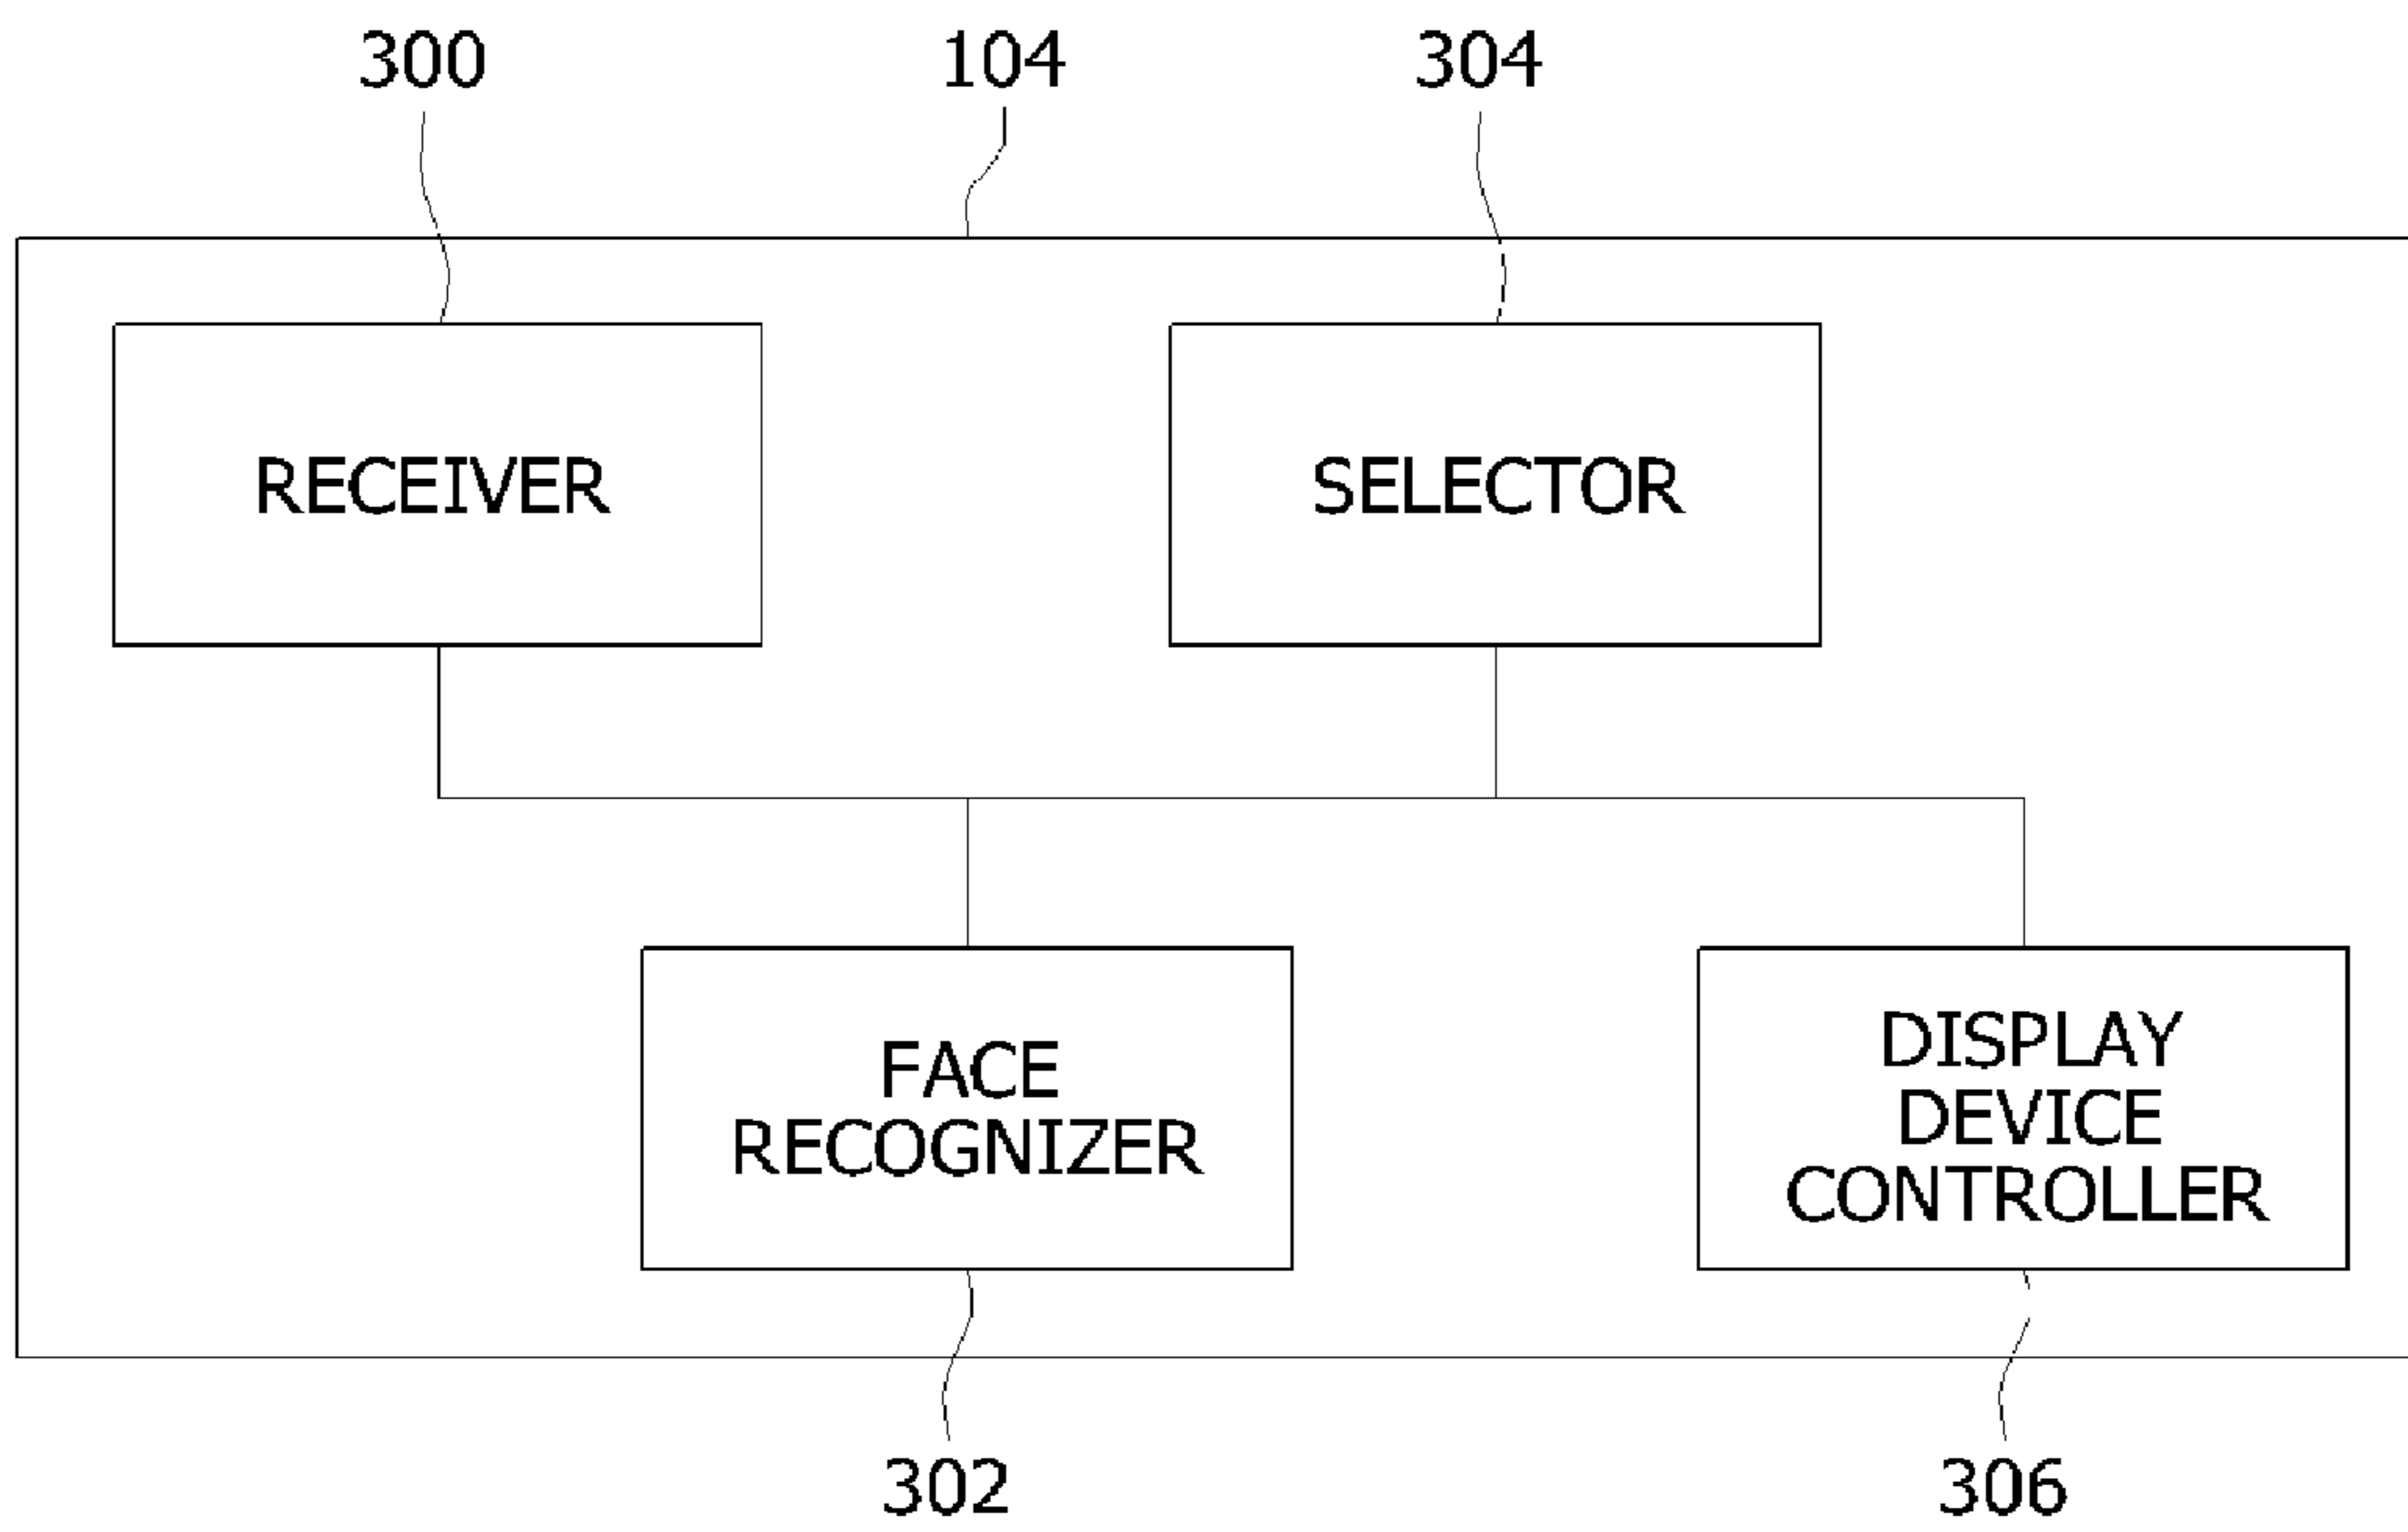 300
104
304
RECEIVER
SELECTOR
FACE
RECOGNIZER
DISPLAY
DEVICE
CONTROLLER
302
306